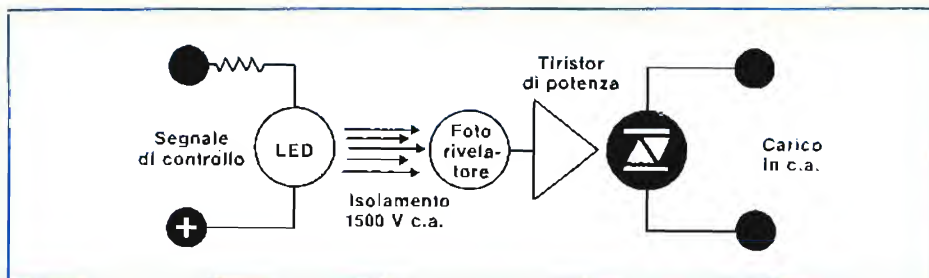 Tiristor
di potenza
Segnale
di controllo
LED
Foto
rivela-
tore
Carico
in c.a.
Isolamento
1500 V c.a.
+